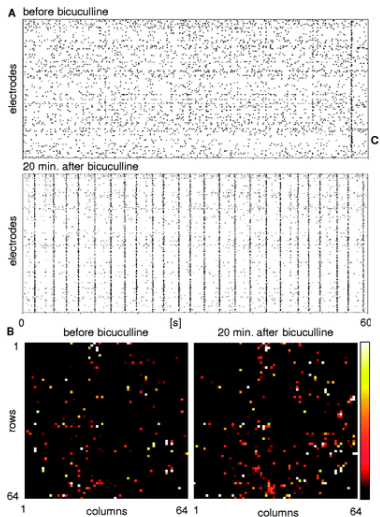 A before bicuculline
electrodes
C
20 min. after bicuculline
electrodes
0 [s] 60
B before bicuculline 20 min. after bicuculline
1
rows
64
1 columns 64 1 columns 64